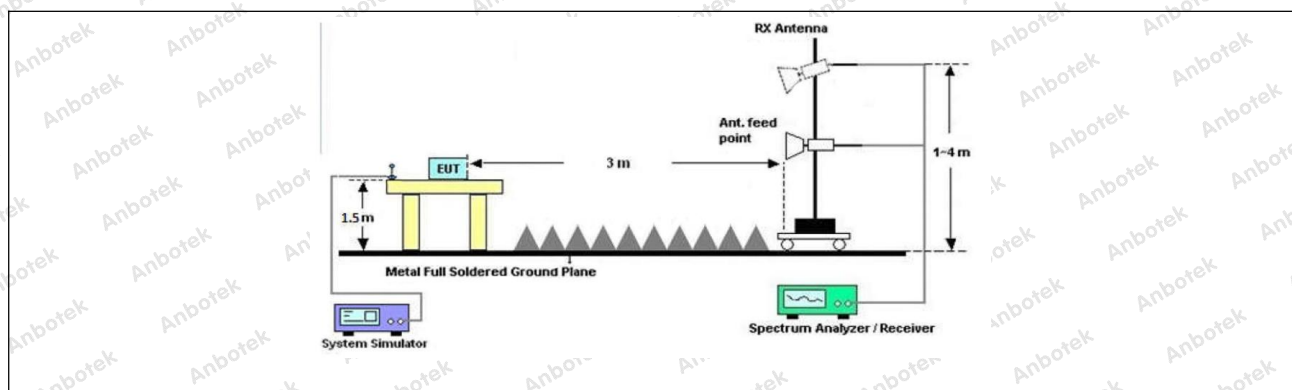 RX Antenna
Ant. feed
point
EUT
3 m
1~4 m
1.5 m
Metal Full Soldered Ground Plane
System Simulator
Spectrum Analyzer / Receiver
Anbotek